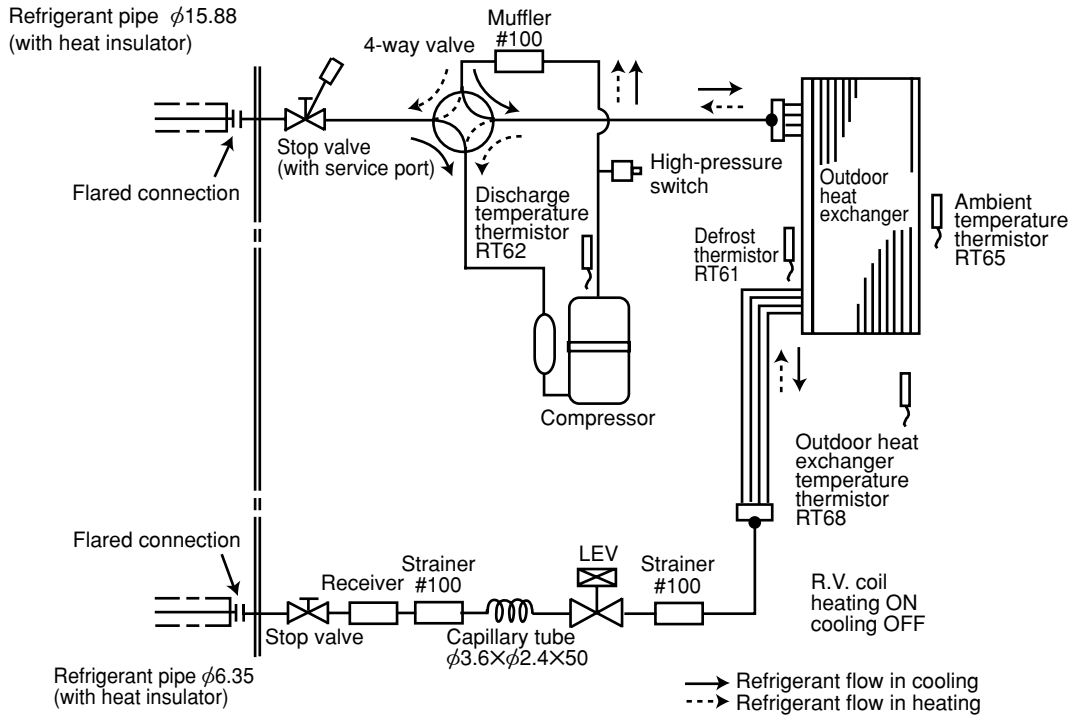 Refrigerant pipe ϕ15.88
(with heat insulator)
Muffler
#100
4-way valve
Stop valve
(with service port)
Flared connection
High-pressure
switch
Discharge
temperature
thermistor
RT62
Outdoor
heat
exchanger
Ambient
temperature
thermistor
RT65
Defrost
thermistor
RT61
Compressor
Outdoor heat
exchanger
temperature
thermistor
RT68
Flared connection
Receiver
Strainer
#100
LEV
Strainer
#100
R.V. coil
heating ON
cooling OFF
Stop valve
Capillary tube
ϕ3.6×ϕ2.4×50
Refrigerant pipe ϕ6.35
(with heat insulator)
Refrigerant flow in cooling
Refrigerant flow in heating